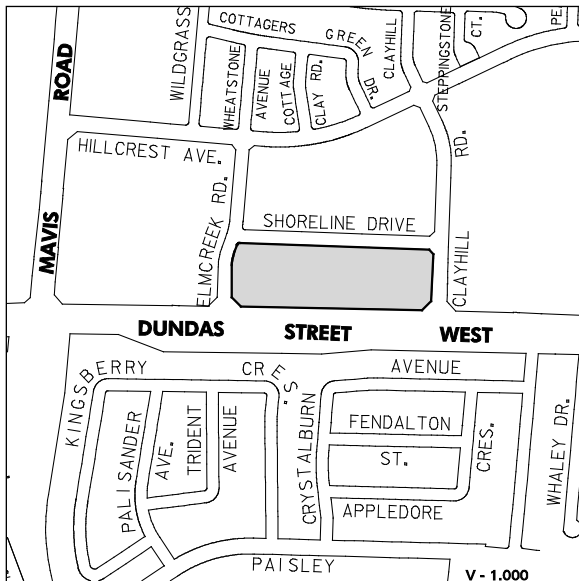 COTTAGERS
GREEN
DR.
WILDGRASS
WHEATSTONE
AVENUE
COTTAGE
CLAY RD.
CLAYHILL
STEPPINGSTONE
CT.
PE
ROAD
MAVIS
HILLCREST AVE.
ELMCREEK RD.
SHORELINE DRIVE
RD.
CLAYHILL
DUNDAS STREET WEST
KINGSBERRY
CRES.
AVENUE
PALISANDER
AVE.
TRIDENT
AVENUE
CRYSTALBURN
FENDALTON
ST.
CRES.
WHALEY DR.
APPLEDORE
PAISLEY
V - 1.000